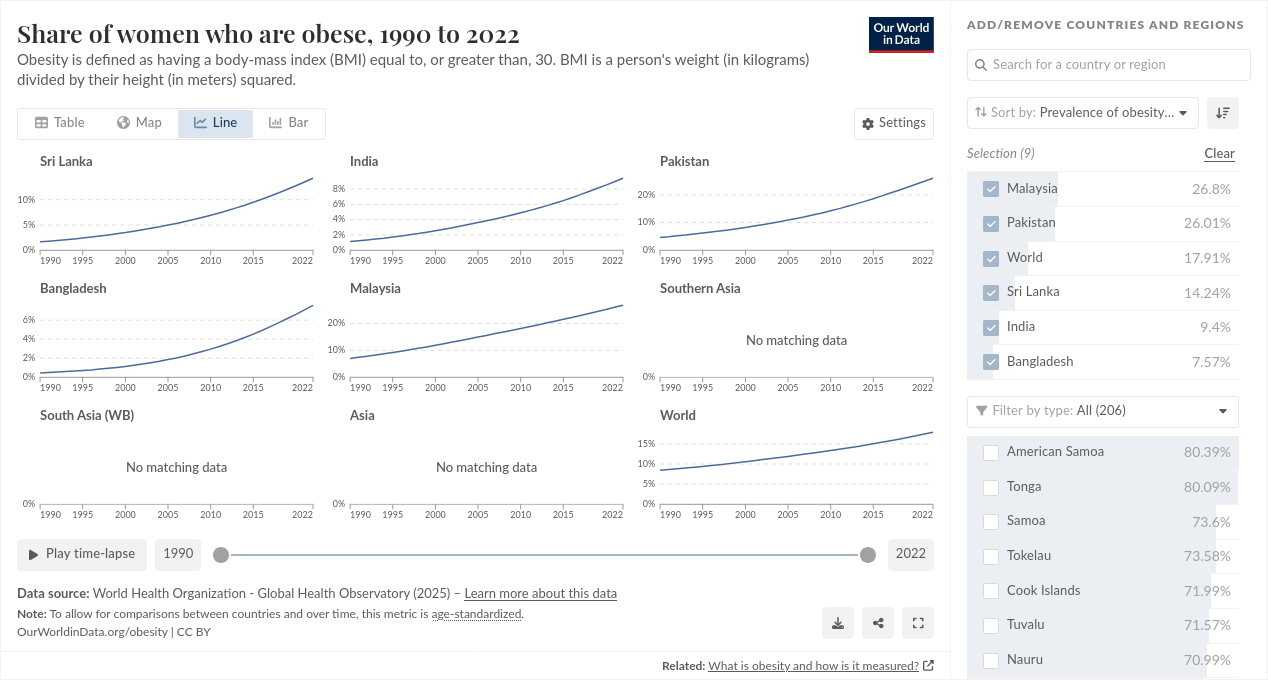 Share of women who are obese, 1990 to 2022
Our World
in Data
Obesity is defined as having a body-mass index (BMI) equal to, or greater than, 30. BMI is a person's weight (in kilograms)
divided by their height (in meters) squared.
Table
Map
Line
Bar
Settings
Sri Lanka
10%
5%
0%
1990 1995 2000 2005 2010 2015 2022
India
8%
6%
4%
2%
0%
1990 1995 2000 2005 2010 2015 2022
Pakistan
20%
10%
0%
1990 1995 2000 2005 2010 2015 2022
Bangladesh
6%
4%
2%
0%
1990 1995 2000 2005 2010 2015 2022
Malaysia
20%
10%
0%
1990 1995 2000 2005 2010 2015 2022
Southern Asia
No matching data
0%
1990 1995 2000 2005 2010 2015 2022
South Asia (WB)
No matching data
0%
1990 1995 2000 2005 2010 2015 2022
Asia
No matching data
0%
1990 1995 2000 2005 2010 2015 2022
World
15%
10%
5%
0%
1990 1995 2000 2005 2010 2015 2022
Play time-lapse
1990
2022
Data source: World Health Organization - Global Health Observatory (2025) – Learn more about this data
Note: To allow for comparisons between countries and over time, this metric is age-standardized.
OurWorldinData.org/obesity | CC BY
Related: What is obesity and how is it measured?
ADD/REMOVE COUNTRIES AND REGIONS
Search for a country or region
Sort by: Prevalence of obesity...
Selection (9)
Clear
Malaysia 26.8%
Pakistan 26.01%
World 17.91%
Sri Lanka 14.24%
India 9.4%
Bangladesh 7.57%
Filter by type: All (206)
American Samoa 80.39%
Tonga 80.09%
Samoa 73.6%
Tokelau 73.58%
Cook Islands 71.99%
Tuvalu 71.57%
Nauru 70.99%